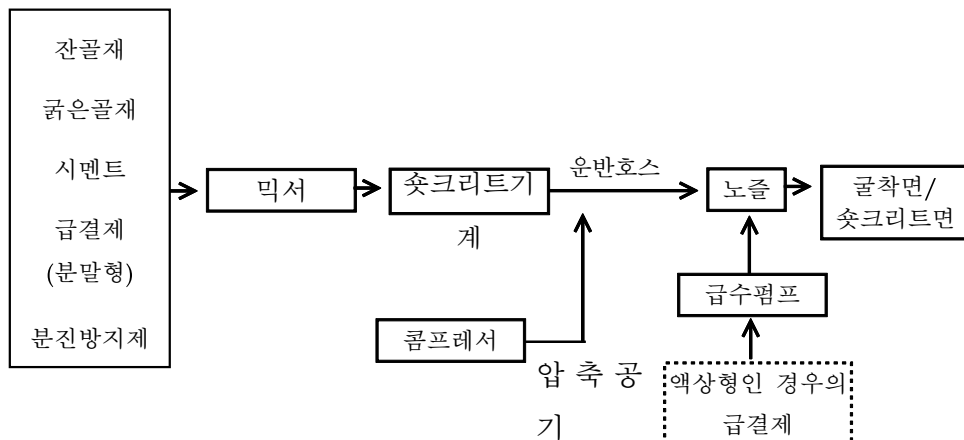 잔골재
굵은골재
시멘트
급결제
(분말형)
분진방지제
믹서
숏크리트기
계
운반호스
노즐
굴착면/
숏크리트면
급수펌프
콤프레서
압 축 공
기
액상형인 경우의
급결제